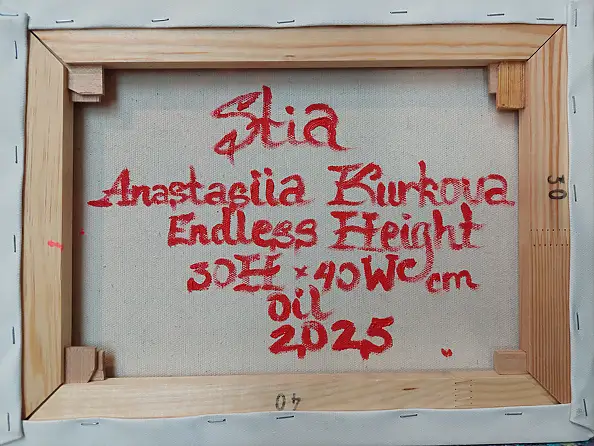 Stia
Anastasiia Kurkova
Endless Height
30H × 40W cm
oil
2025
30
40